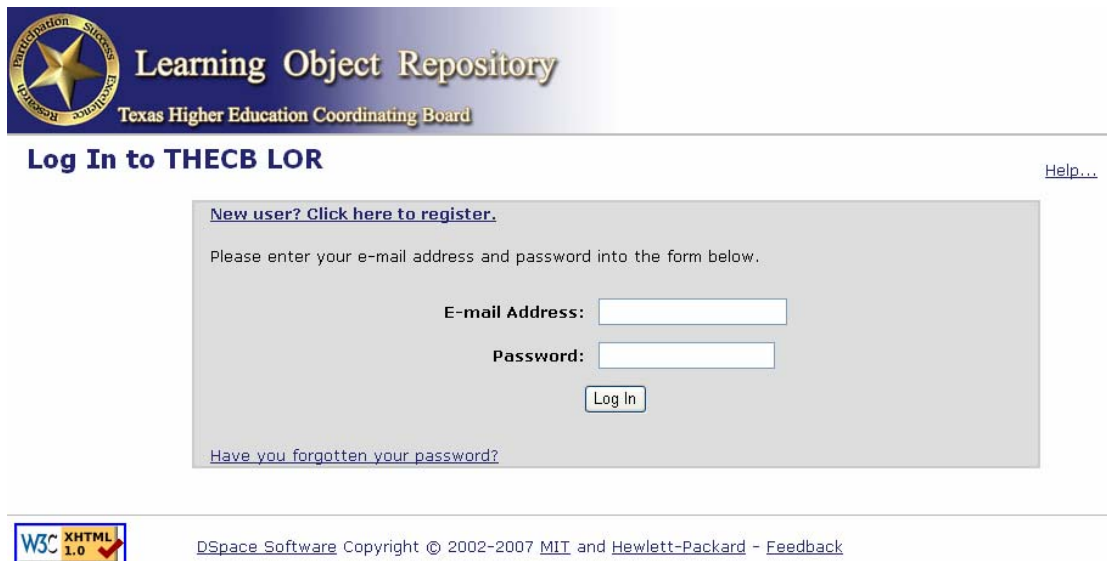 Participation Success Excellence Research
Learning Object Repository
Texas Higher Education Coordinating Board
Log In to THECB LOR
Help...
New user? Click here to register.
Please enter your e-mail address and password into the form below.
E-mail Address:
Password:
Log In
Have you forgotten your password?
W3C XHTML 1.0
DSpace Software Copyright © 2002-2007 MIT and Hewlett-Packard - Feedback